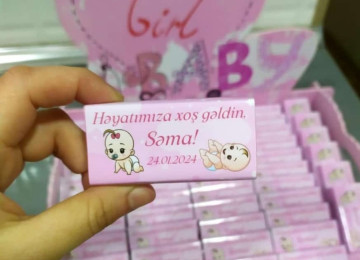 Girl
BABY
Həyatımıza xoş gəldin,
Səma!
24.01.2024